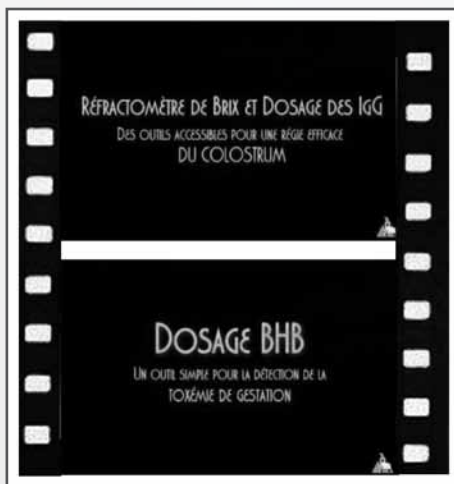 Réfractomètre de Brix et Dosage des IgG
Des outils accessibles pour une régie efficace
DU COLOSTRUM
Dosage BHB
Un outil simple pour la détection de la
toxémie de gestation